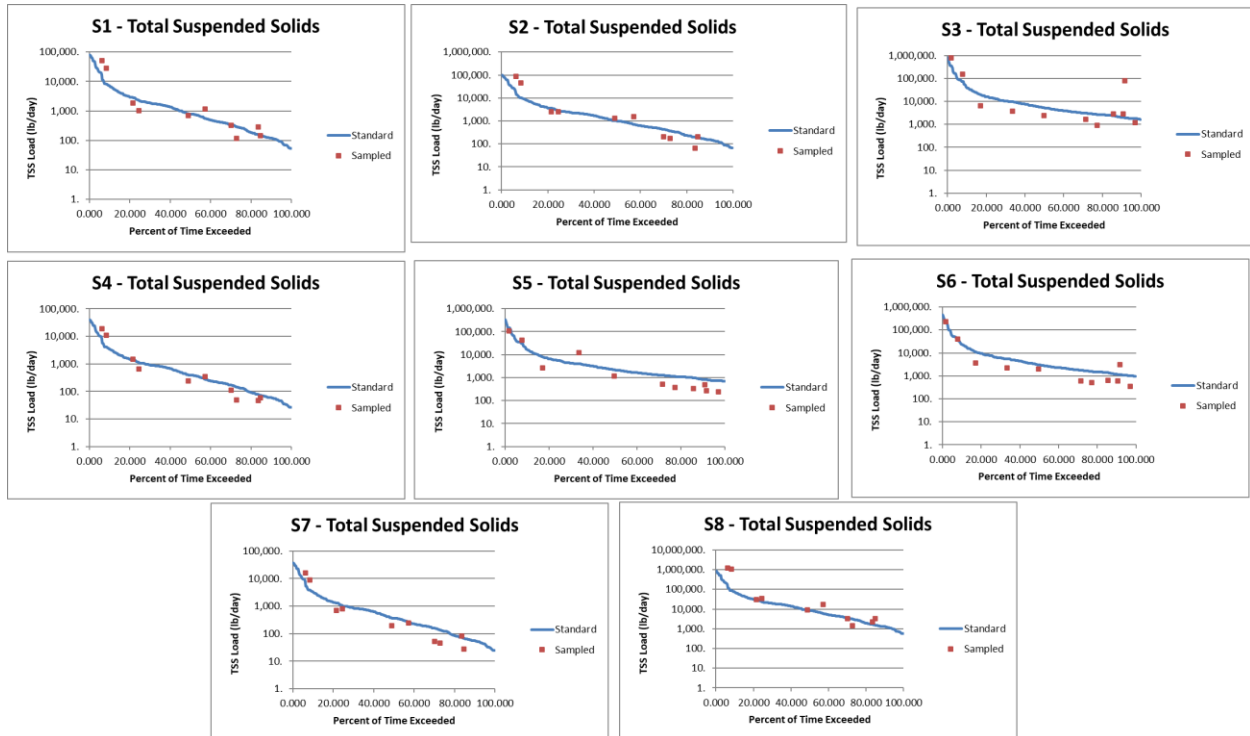 S1 - Total Suspended Solids
TSS Load (lb/day)
100,000.
10,000.
1,000.
100.
10.
1.
0.000 20.000 40.000 60.000 80.000 100.000
Percent of Time Exceeded
Standard
Sampled
S2 - Total Suspended Solids
TSS Load (lb/day)
1,000,000.
100,000.
10,000.
1,000.
100.
10.
1.
0.000 20.000 40.000 60.000 80.000 100.000
Percent of Time Exceeded
Standard
Sampled
S3 - Total Suspended Solids
TSS Load (lb/day)
1,000,000.
100,000.
10,000.
1,000.
100.
10.
1.
0.000 20.000 40.000 60.000 80.000 100.000
Percent of Time Exceeded
Standard
Sampled
S4 - Total Suspended Solids
TSS Load (lb/day)
100,000.
10,000.
1,000.
100.
10.
1.
0.000 20.000 40.000 60.000 80.000 100.000
Percent of Time Exceeded
Standard
Sampled
S5 - Total Suspended Solids
TSS Load (lb/day)
1,000,000.
100,000.
10,000.
1,000.
100.
10.
1.
0.000 20.000 40.000 60.000 80.000 100.000
Percent of Time Exceeded
Standard
Sampled
S6 - Total Suspended Solids
TSS Load (lb/day)
1,000,000.
100,000.
10,000.
1,000.
100.
10.
1.
0.000 20.000 40.000 60.000 80.000 100.000
Percent of Time Exceeded
Standard
Sampled
S7 - Total Suspended Solids
TSS Load (lb/day)
100,000.
10,000.
1,000.
100.
10.
1.
0.000 20.000 40.000 60.000 80.000 100.000
Percent of Time Exceeded
Standard
Sampled
S8 - Total Suspended Solids
TSS Load (lb/day)
10,000,000.
1,000,000.
100,000.
10,000.
1,000.
100.
10.
1.
0.000 20.000 40.000 60.000 80.000 100.000
Percent of Time Exceeded
Standard
Sampled